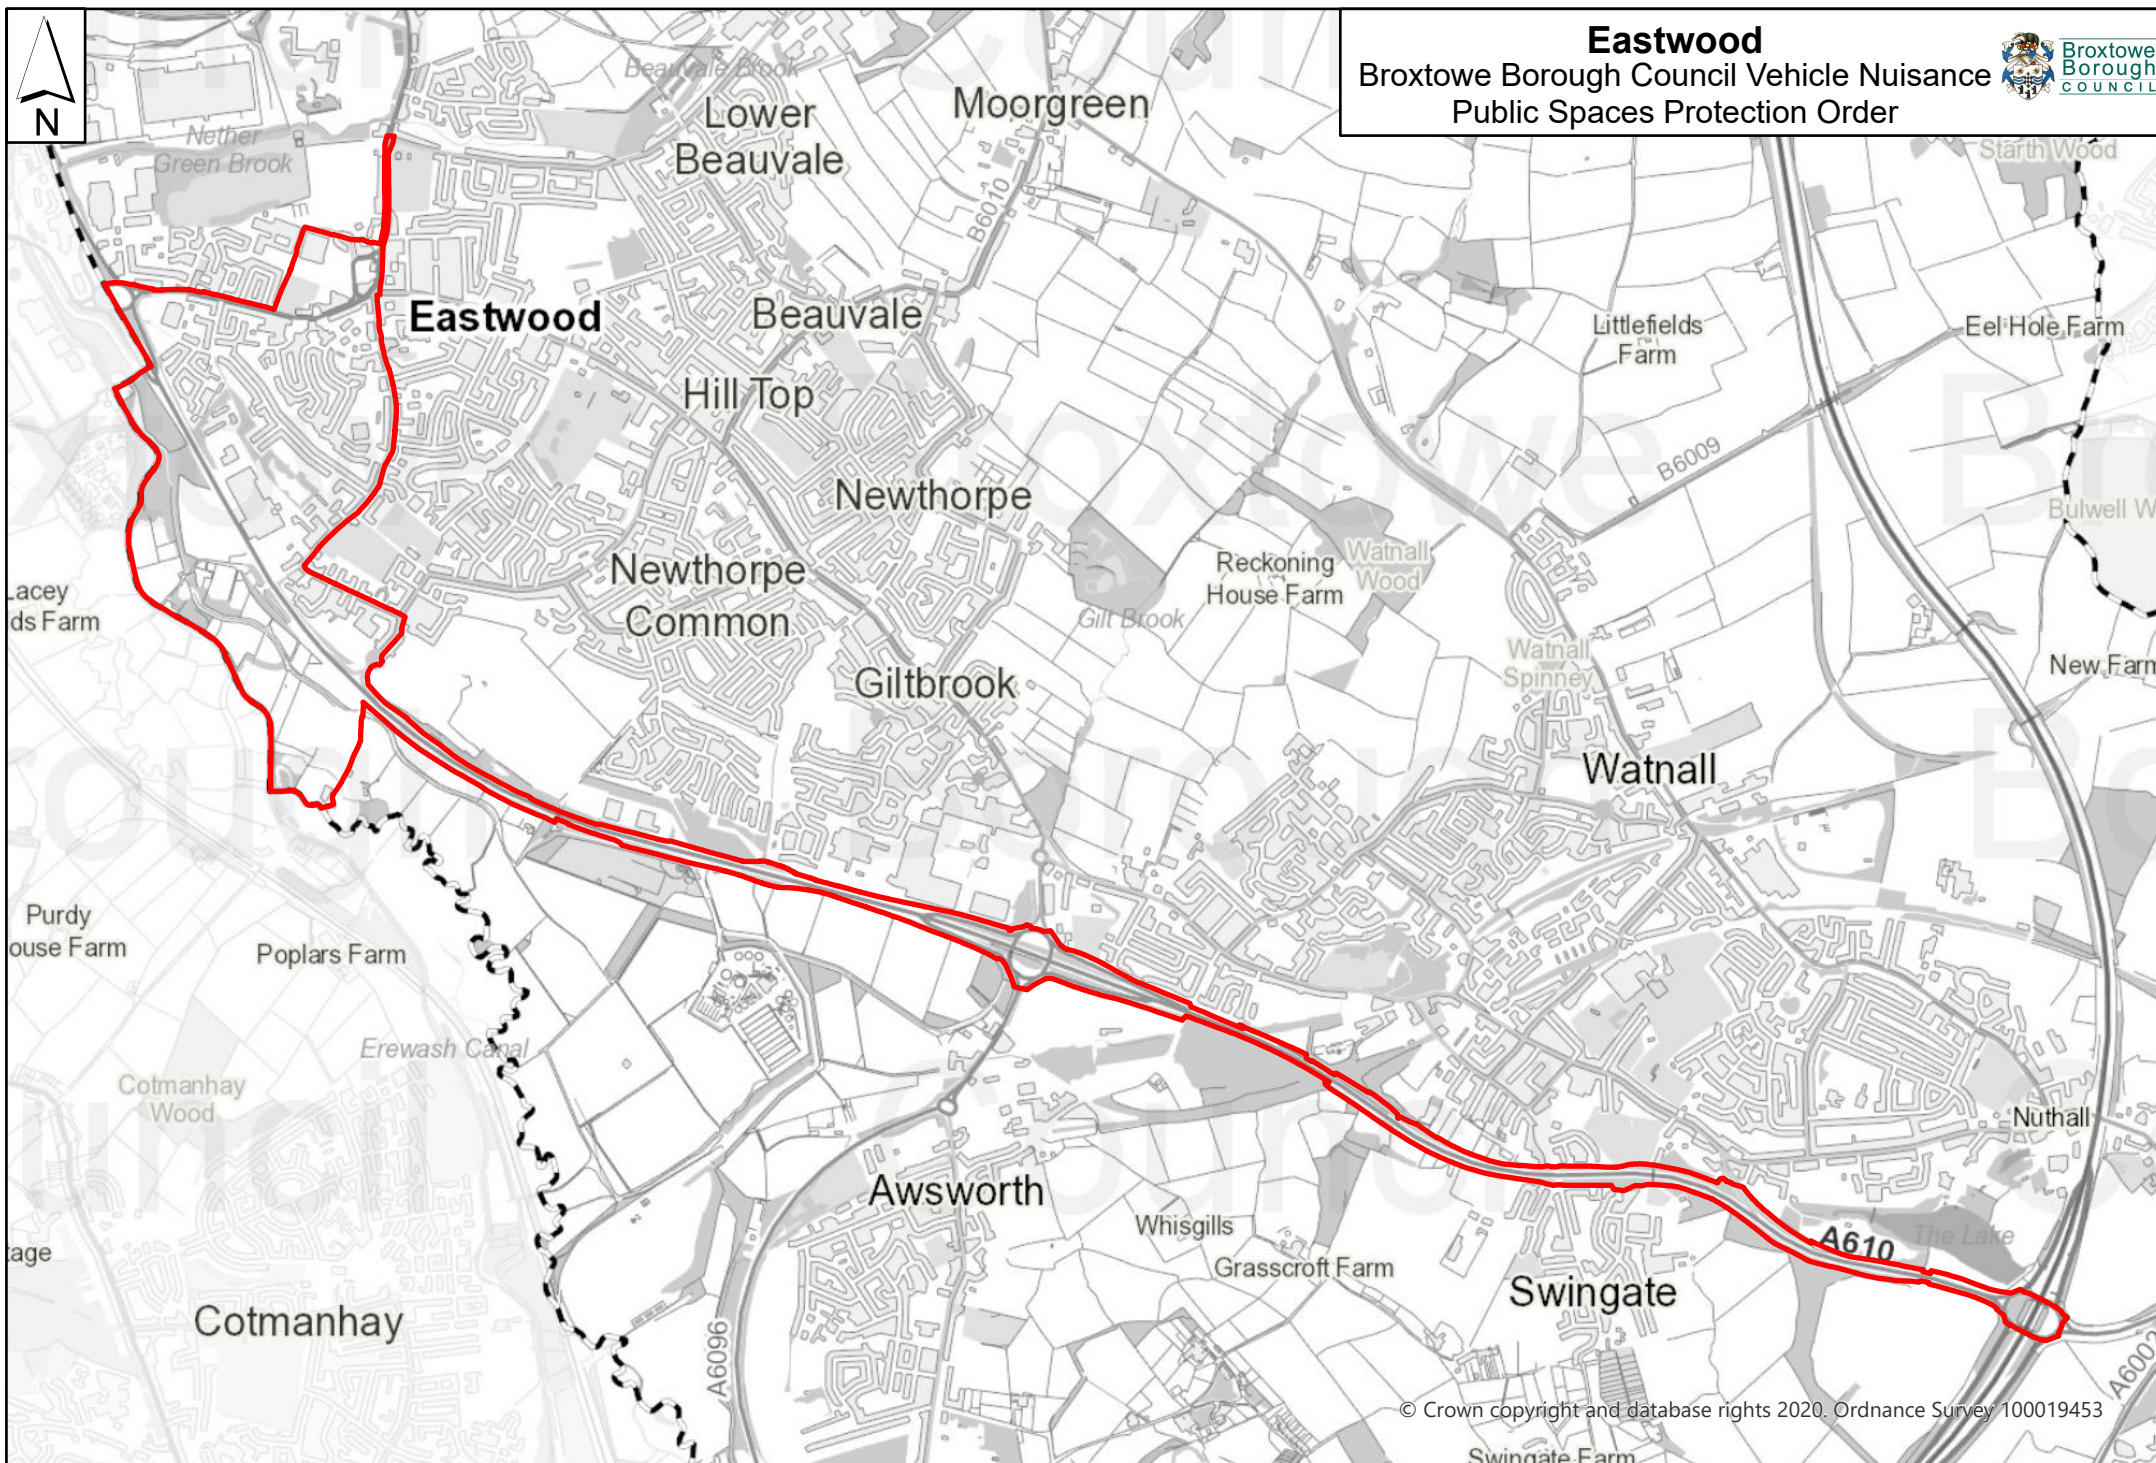 Eastwood
Broxtowe Borough Council Vehicle Nuisance
Public Spaces Protection Order
Broxtowe
Borough
COUNCIL
N
Beauvale Brook
Lower
Beauvale
Moorgreen
Nether
Green Brook
Starth Wood
B6010
Eastwood
Beauvale
Littlefields
Farm
Eel Hole Farm
Hill Top
B6009
Newthorpe
Bulwell W
Reckoning
House Farm
Watnall
Wood
Newthorpe
Common
Lacey
ds Farm
Gilt Brook
Watnall
Spinney
New Farm
Giltbrook
Watnall
Purdy
ouse Farm
Poplars Farm
Erewash Canal
Cotmanhay
Wood
Nuthall
Awsworth
Whisgills
Grasscroft Farm
A610
The Lake
tage
Swingate
Cotmanhay
A6096
A6002
© Crown copyright and database rights 2020. Ordnance Survey 100019453
Swingate Farm